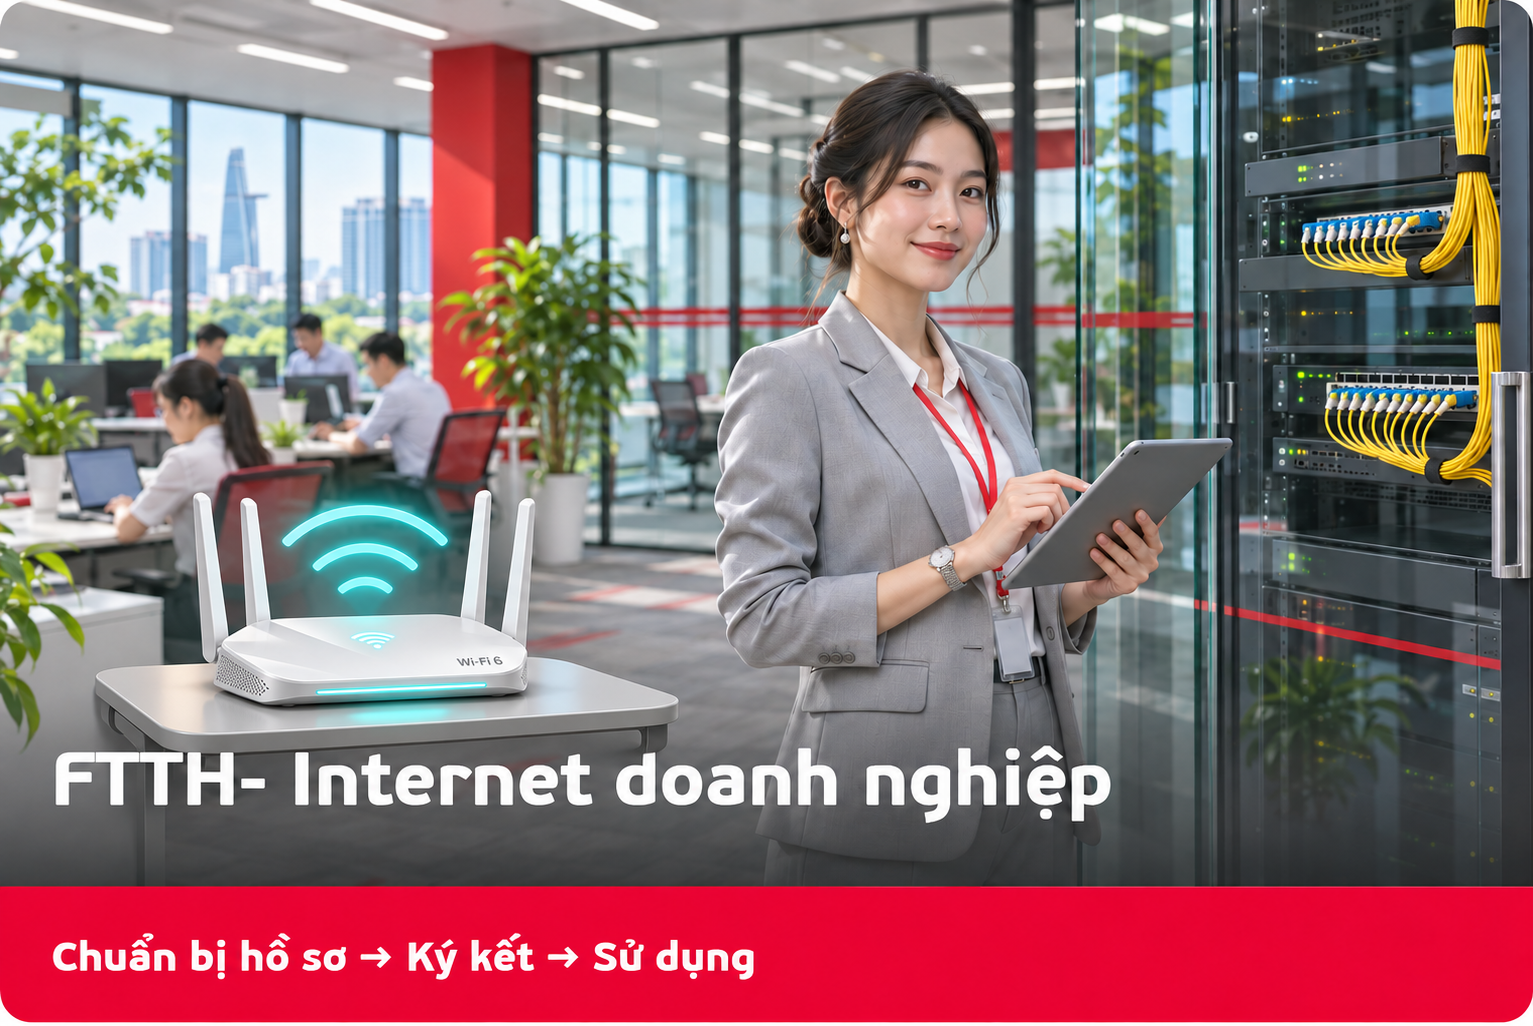 Wi-Fi 6
FTTH- Internet doanh nghiệp
Chuẩn bị hồ sơ → Ký kết → Sử dụng